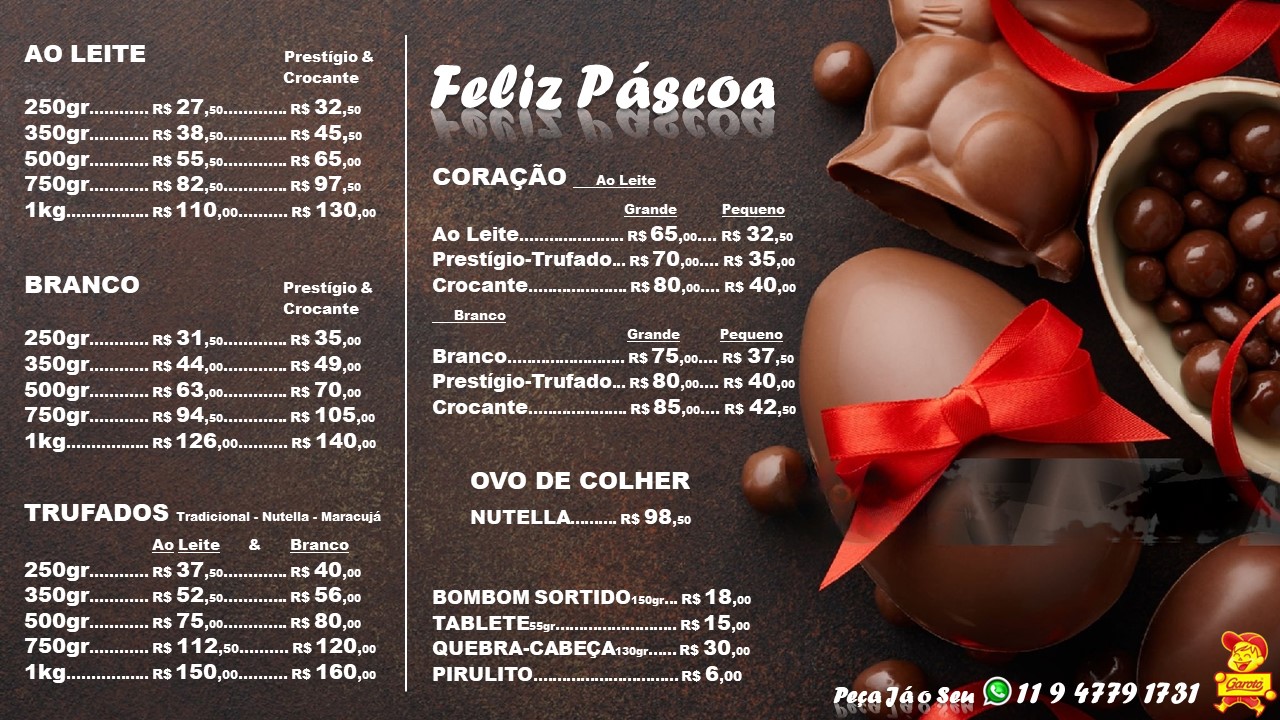 AO LEITE Prestígio &
Crocante
250gr............ R$ 27,50............. R$ 32,50
350gr............ R$ 38,50............. R$ 45,50
500gr............ R$ 55,50............. R$ 65,00
750gr............ R$ 82,50............. R$ 97,50
1kg.................. R$ 110,00.......... R$ 130,00
BRANCO Prestígio &
Crocante
250gr............ R$ 31,50............. R$ 35,00
350gr............ R$ 44,00............. R$ 49,00
500gr............ R$ 63,00............. R$ 70,00
750gr............ R$ 94,50............. R$ 105,00
1kg.................. R$ 126,00.......... R$ 140,00
TRUFADOS Tradicional - Nutella - Maracujá
Ao Leite & Branco
250gr............ R$ 37,50............. R$ 40,00
350gr............ R$ 52,50............. R$ 56,00
500gr............ R$ 75,00............. R$ 80,00
750gr............ R$ 112,50.......... R$ 120,00
1kg.................. R$ 150,00.......... R$ 160,00
Feliz Páscoa
CORAÇÃO Ao Leite
Grande Pequeno
Ao Leite...................... R$ 65,00.... R$ 32,50
Prestígio-Trufado... R$ 70,00.... R$ 35,00
Crocante..................... R$ 80,00.... R$ 40,00
Branco
Grande Pequeno
Branco......................... R$ 75,00.... R$ 37,50
Prestígio-Trufado... R$ 80,00.... R$ 40,00
Crocante..................... R$ 85,00.... R$ 42,50
OVO DE COLHER
NUTELLA.......... R$ 98,50
BOMBOM SORTIDO150gr... R$ 18,00
TABLETE55gr.......................... R$ 15,00
QUEBRA-CABEÇA130gr...... R$ 30,00
PIRULITO............................... R$ 6,00
Peça Já o Seu 11 9 4779 1731
Garotá